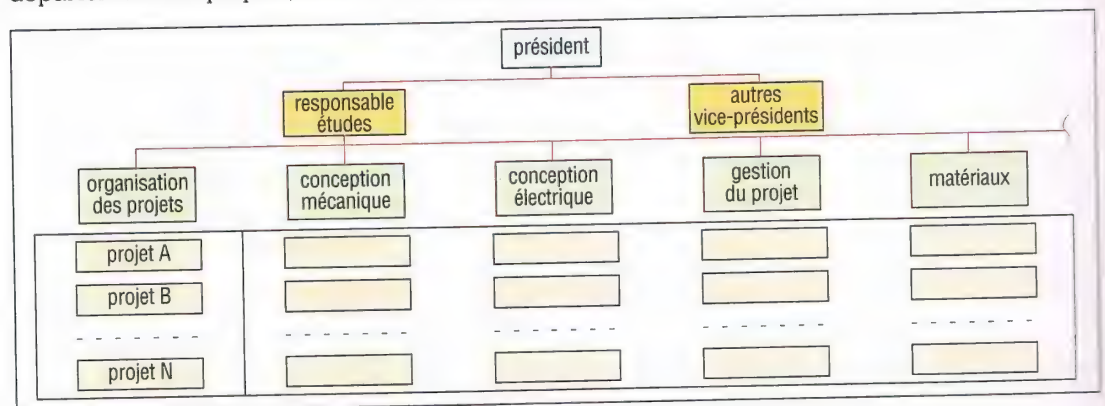 président
responsable
études
autres
vice-présidents
organisation
des projets
conception
mécanique
conception
électrique
gestion
du projet
matériaux
projet A
projet B
projet N